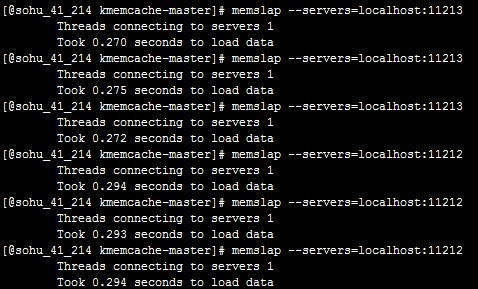 [@sohu_41_214 kmemcache-master]# memslap --servers=localhost:11213
Threads connecting to servers 1
Took 0.270 seconds to load data
[@sohu_41_214 kmemcache-master]# memslap --servers=localhost:11213
Threads connecting to servers 1
Took 0.275 seconds to load data
[@sohu_41_214 kmemcache-master]# memslap --servers=localhost:11213
Threads connecting to servers 1
Took 0.272 seconds to load data
[@sohu_41_214 kmemcache-master]# memslap --servers=localhost:11212
Threads connecting to servers 1
Took 0.294 seconds to load data
[@sohu_41_214 kmemcache-master]# memslap --servers=localhost:11212
Threads connecting to servers 1
Took 0.293 seconds to load data
[@sohu_41_214 kmemcache-master]# memslap --servers=localhost:11212
Threads connecting to servers 1
Took 0.294 seconds to load data